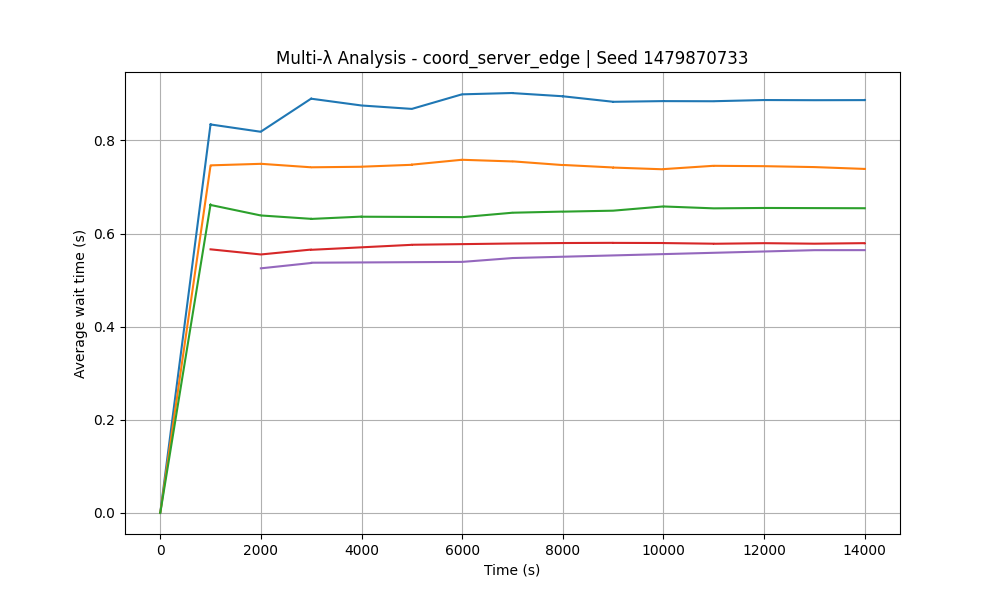 Multi-λ Analysis - coord_server_edge | Seed 1479870733
Average wait time (s)
0.8
0.6
0.4
0.2
0.0
0 2000 4000 6000 8000 10000 12000 14000
Time (s)